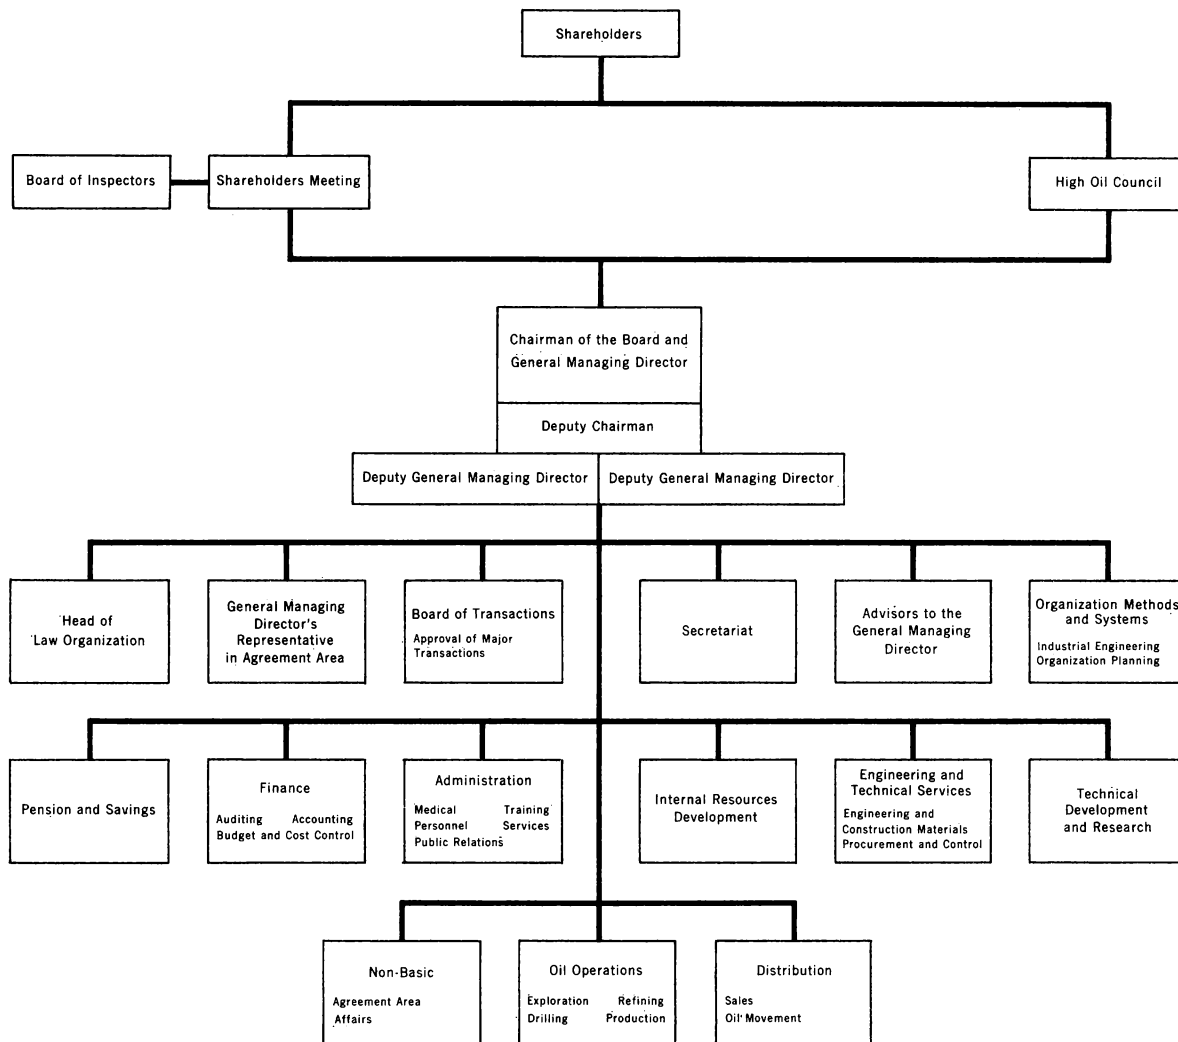 Shareholders
Board of Inspectors
Shareholders Meeting
High Oil Council
Chairman of the Board and
General Managing Director
Deputy Chairman
Deputy General Managing Director
Deputy General Managing Director
Head of
Law Organization
General Managing
Director's
Representative
in Agreement Area
Board of Transactions
Approval of Major
Transactions
Secretariat
Advisors to the
General Managing
Director
Organization Methods
and Systems
Industrial Engineering
Organization Planning
Pension and Savings
Finance
Auditing Accounting
Budget and Cost Control
Administration
Medical Training
Personnel Services
Public Relations
Internal Resources
Development
Engineering and
Technical Services
Engineering and
Construction Materials
Procurement and Control
Technical
Development
and Research
Non-Basic
Agreement Area
Affairs
Oil Operations
Exploration Refining
Drilling Production
Distribution
Sales
Oil Movement